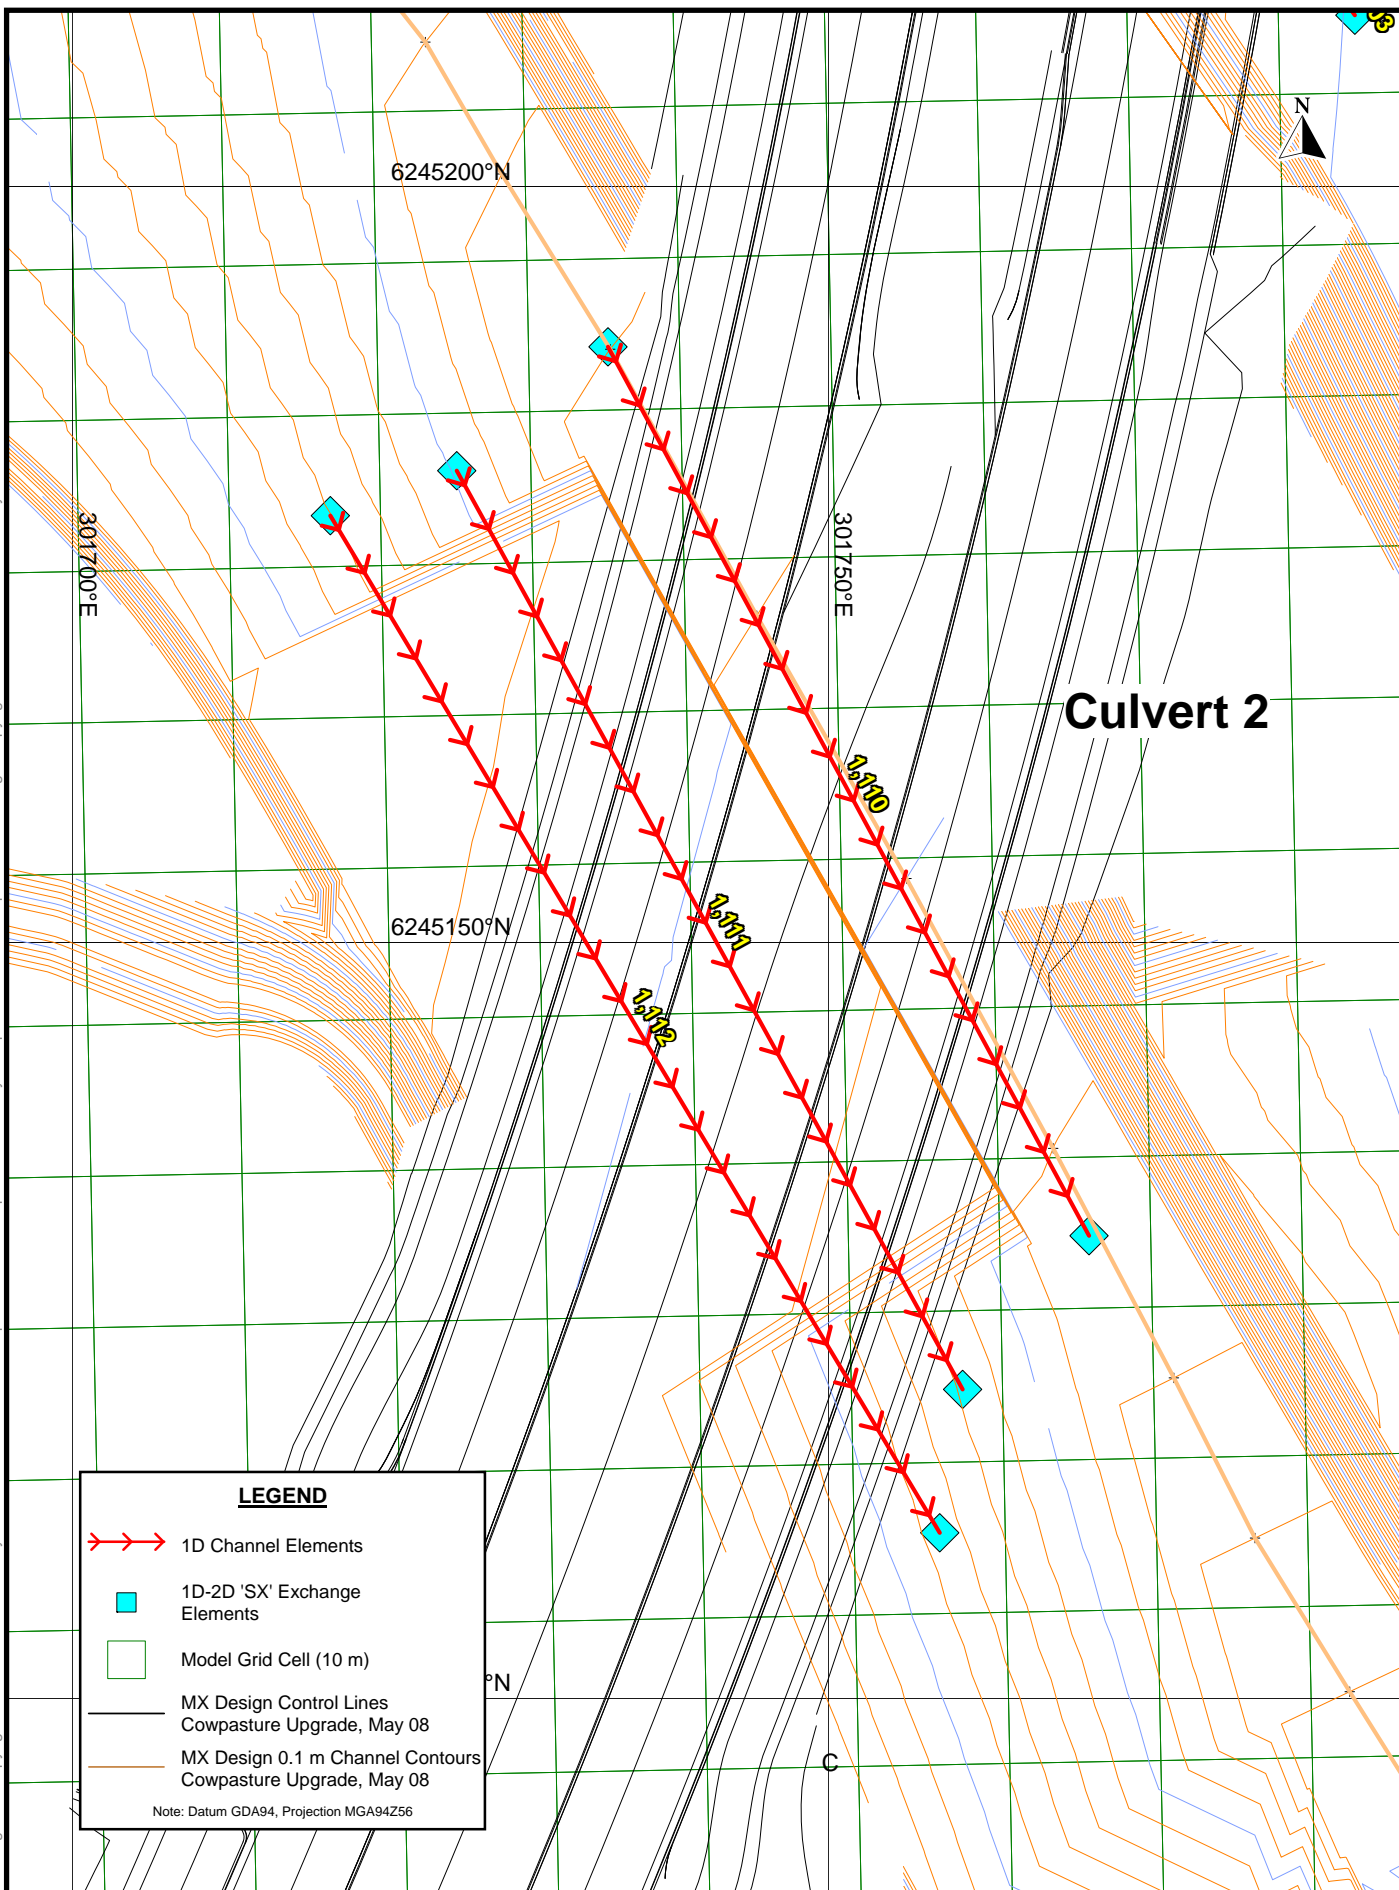 N
6245200°N
301700°E
301750°E
Culvert 2
1,110
1,111
6245150°N
1,112
°N
C
LEGEND
1D Channel Elements
1D-2D 'SX' Exchange
Elements
Model Grid Cell (10 m)
MX Design Control Lines
Cowpasture Upgrade, May 08
MX Design 0.1 m Channel Contours
Cowpasture Upgrade, May 08
Note: Datum GDA94, Projection MGA94Z56